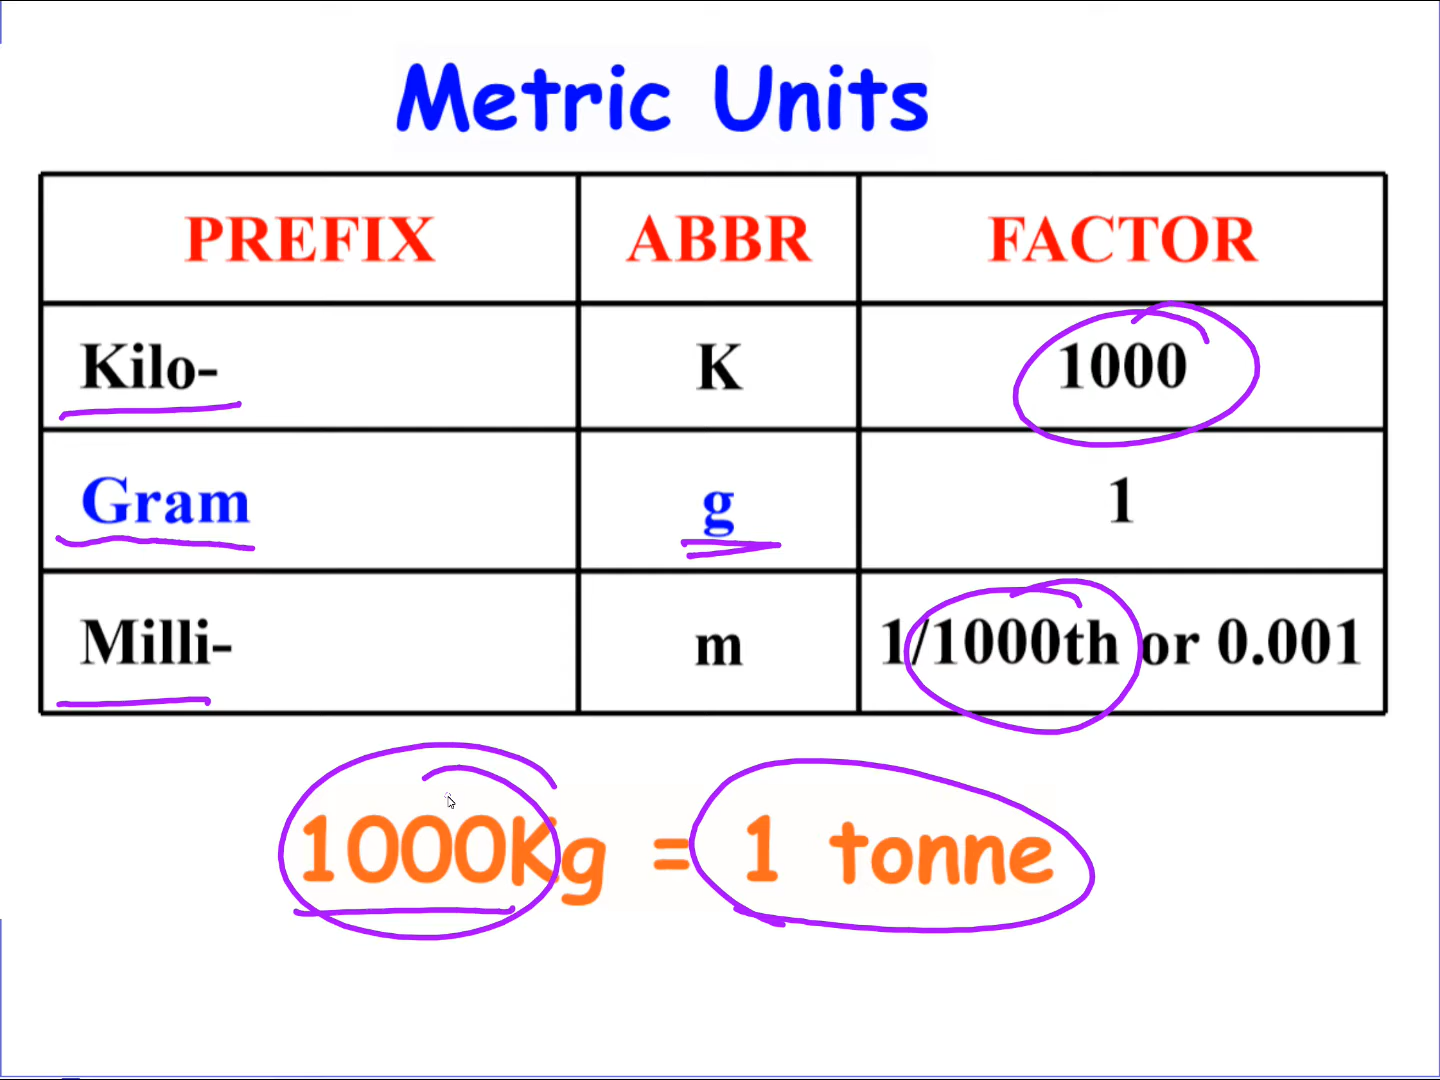 Metric Units
PREFIX ABBR FACTOR
Kilo- K 1000
Gram g 1
Milli- m 1/1000th or 0.001
1000Kg = 1 tonne